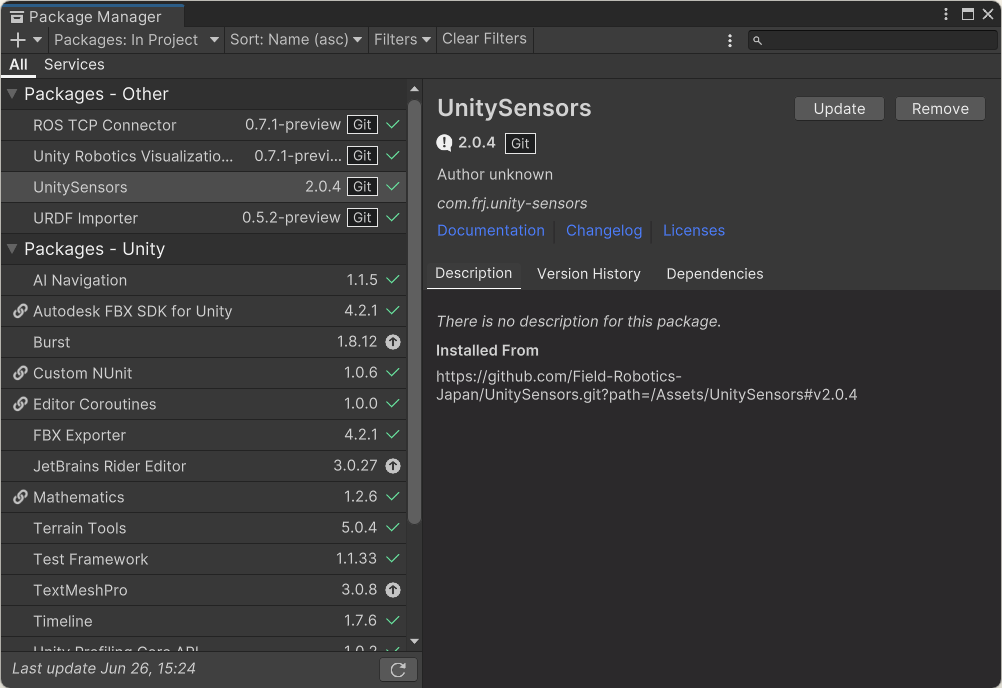 Package Manager
Packages: In Project Sort: Name (asc) Filters Clear Filters
All Services
Packages - Other
ROS TCP Connector 0.7.1-preview Git
Unity Robotics Visualizatio... 0.7.1-previ... Git
UnitySensors 2.0.4 Git
URDF Importer 0.5.2-preview Git
Packages - Unity
AI Navigation 1.1.5
Autodesk FBX SDK for Unity 4.2.1
Burst 1.8.12
Custom NUnit 1.0.6
Editor Coroutines 1.0.0
FBX Exporter 4.2.1
JetBrains Rider Editor 3.0.27
Mathematics 1.2.6
Terrain Tools 5.0.4
Test Framework 1.1.33
TextMeshPro 3.0.8
Timeline 1.7.6
Unity Profiling Core API 1.0.2
Last update Jun 26, 15:24
UnitySensors Update Remove
2.0.4 Git
Author unknown
com.frj.unity-sensors
Documentation Changelog Licenses
Description Version History Dependencies
There is no description for this package.
Installed From
https://github.com/Field-Robotics-
Japan/UnitySensors.git?path=/Assets/UnitySensors#v2.0.4